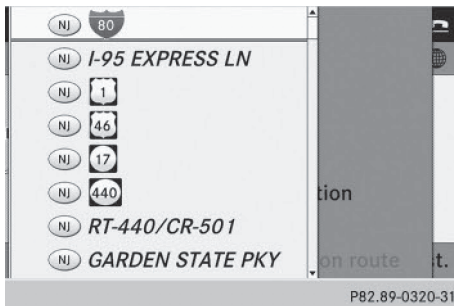 NJ 80
NJ I-95 EXPRESS LN
NJ 1
NJ 46
NJ 17
NJ 440
tion
NJ RT-440/CR-501
NJ GARDEN STATE PKY
on route
st.
P82.89-0320-31